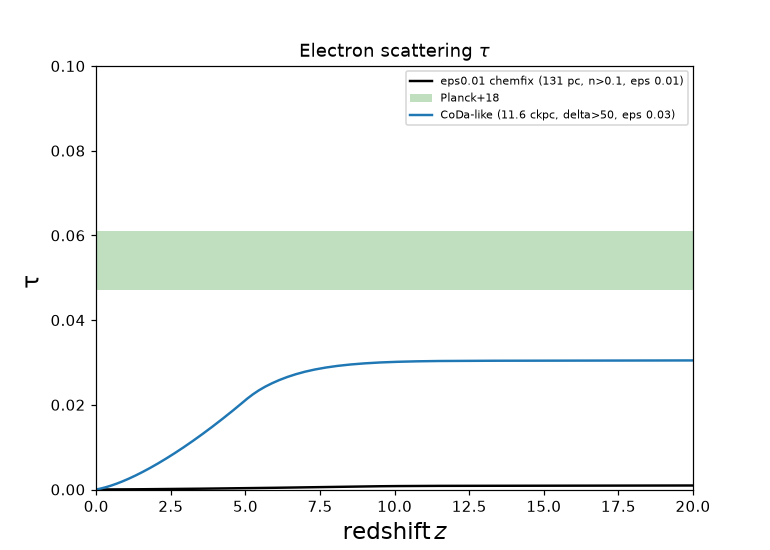 Electron scattering τ
eps0.01 chemfix (131 pc, n>0.1, eps 0.01)
Planck+18
CoDa-like (11.6 ckpc, delta>50, eps 0.03)
τ
0.10
0.08
0.06
0.04
0.02
0.00
0.0 2.5 5.0 7.5 10.0 12.5 15.0 17.5 20.0
redshift z